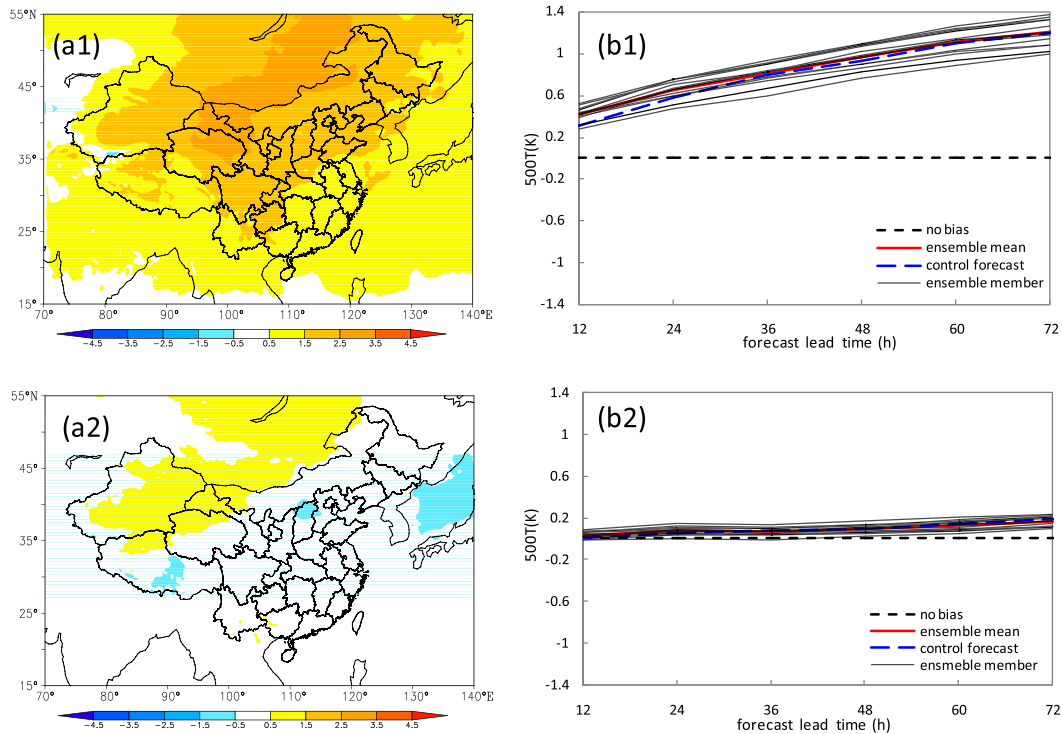 (a1)
55°N
45°
35°
25°
15°
70° 80° 90° 100° 110° 120° 130° 140°E
−4.5 −3.5 −2.5 −1.5 −0.5 0.5 1.5 2.5 3.5 4.5
(b1)
500T(K)
1.4
1
0.6
0.2
-0.2
-0.6
-1
-1.4
no bias
ensemble mean
control forecast
ensemble member
12 24 36 48 60 72
forecast lead time (h)
(a2)
55°N
45°
35°
25°
15°
70° 80° 90° 100° 110° 120° 130° 140°E
−4.5 −3.5 −2.5 −1.5 −0.5 0.5 1.5 2.5 3.5 4.5
(b2)
500T(K)
1.4
1
0.6
0.2
-0.2
-0.6
-1
-1.4
no bias
ensemble mean
control forecast
ensmeble member
12 24 36 48 60 72
forecast lead time (h)